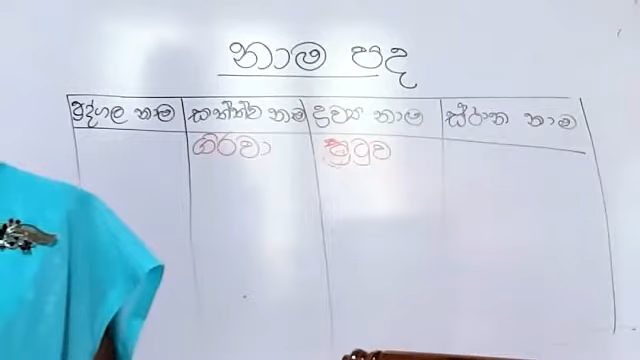 නාම පද
පුද්ගල නාම සත්ත්ව නාම ද්‍රව්‍ය නාම ස්ථාන නාම
ගිරවා පුටුව